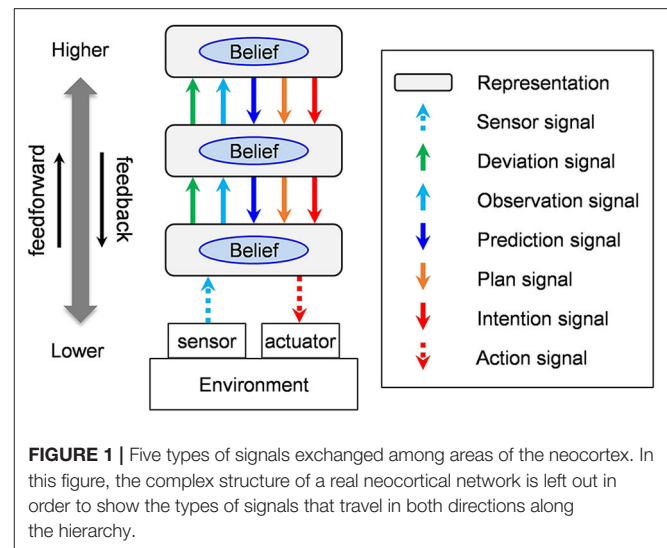 Higher
feedforward
feedback
Lower
Belief
Belief
Belief
sensor
actuator
Environment
Representation
Sensor signal
Deviation signal
Observation signal
Prediction signal
Plan signal
Intention signal
Action signal
FIGURE 1 | Five types of signals exchanged among areas of the neocortex. In
this figure, the complex structure of a real neocortical network is left out in
order to show the types of signals that travel in both directions along
the hierarchy.